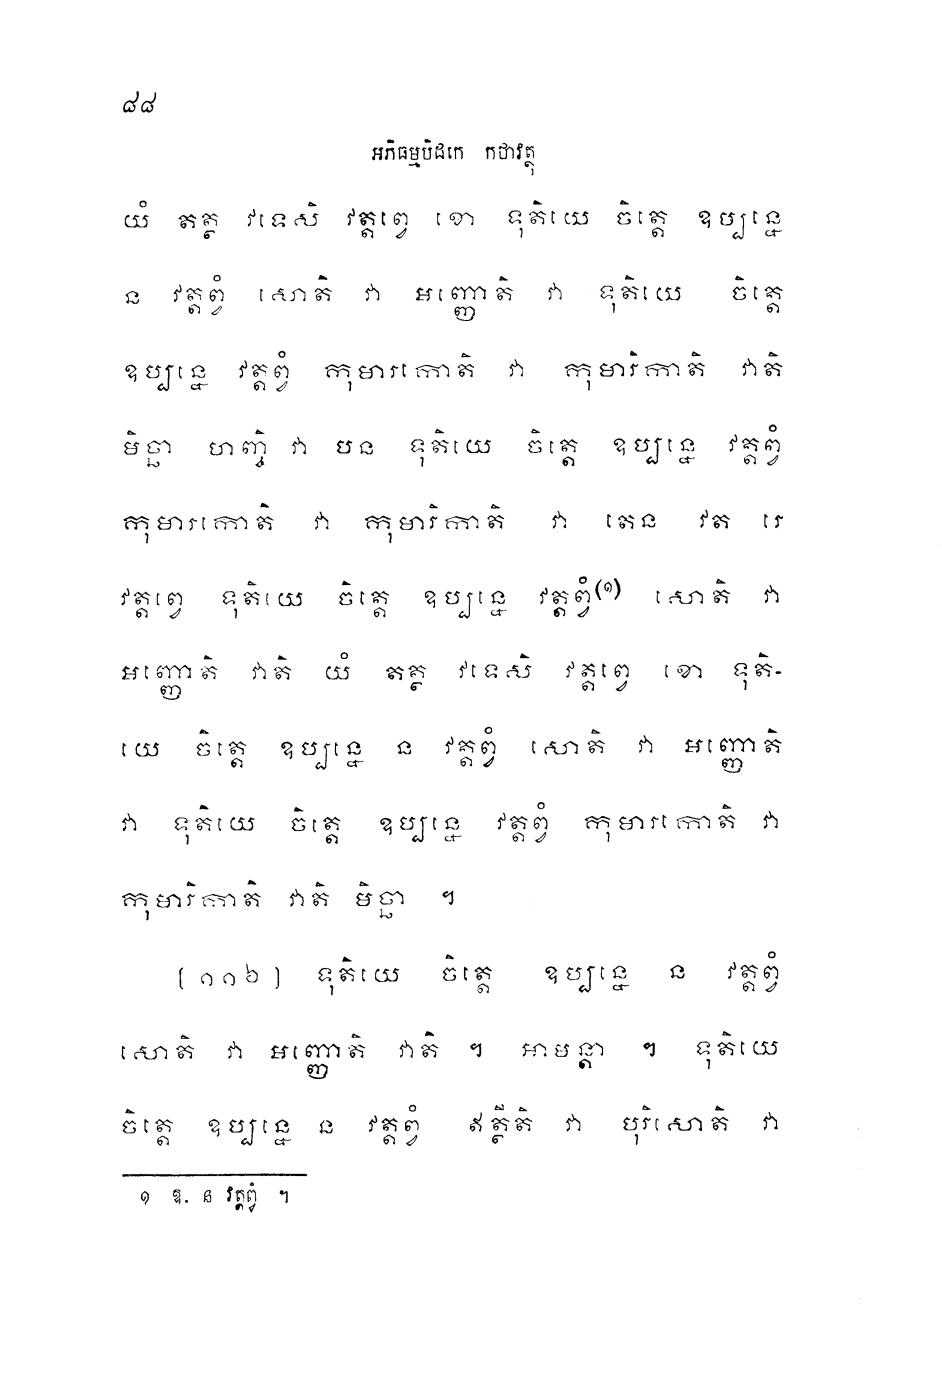 ៨៨
អភិធម្មបិដកេ កថាវត្ថុ
យំ តត្ថ វទេសិ វត្តព្វេ ខោ ទុតិយេ ចិត្តេ ឧប្បន្នេ
ន វត្តព្វំ សោតិ វា អញ្ញោតិ វា ទុតិយេ ចិត្តេ
ឧប្បន្នេ វត្តព្វំ កុមារកោតិ វា កុមារិកាតិ វាតិ
មិច្ឆា ហញ្ចិ វា បន ទុតិយេ ចិត្តេ ឧប្បន្នេ វត្តព្វំ
កុមារកោតិ វា កុមារិកាតិ វា តេន វត រេ
វត្តព្វេ ទុតិយេ ចិត្តេ ឧប្បន្នេ វត្តព្វំ(១) សោតិ វា
អញ្ញោតិ វាតិ យំ តត្ថ វទេសិ វត្តព្វេ ខោ ទុតិ-
យេ ចិត្តេ ឧប្បន្នេ ន វត្តព្វំ សោតិ វា អញ្ញោតិ
វា ទុតិយេ ចិត្តេ ឧប្បន្នេ វត្តព្វំ កុមារកោតិ វា
កុមារិកាតិ វាតិ មិច្ឆា ។
(១១៦) ទុតិយេ ចិត្តេ ឧប្បន្នេ ន វត្តព្វំ
សោតិ វា អញ្ញោតិ វាតិ ។ អាមន្តា ។ ទុតិយេ
ចិត្តេ ឧប្បន្នេ ន វត្តព្វំ ឥត្ថីតិ វា បុរិសោតិ វា
១ ឱ. ន វត្តព្វំ ។